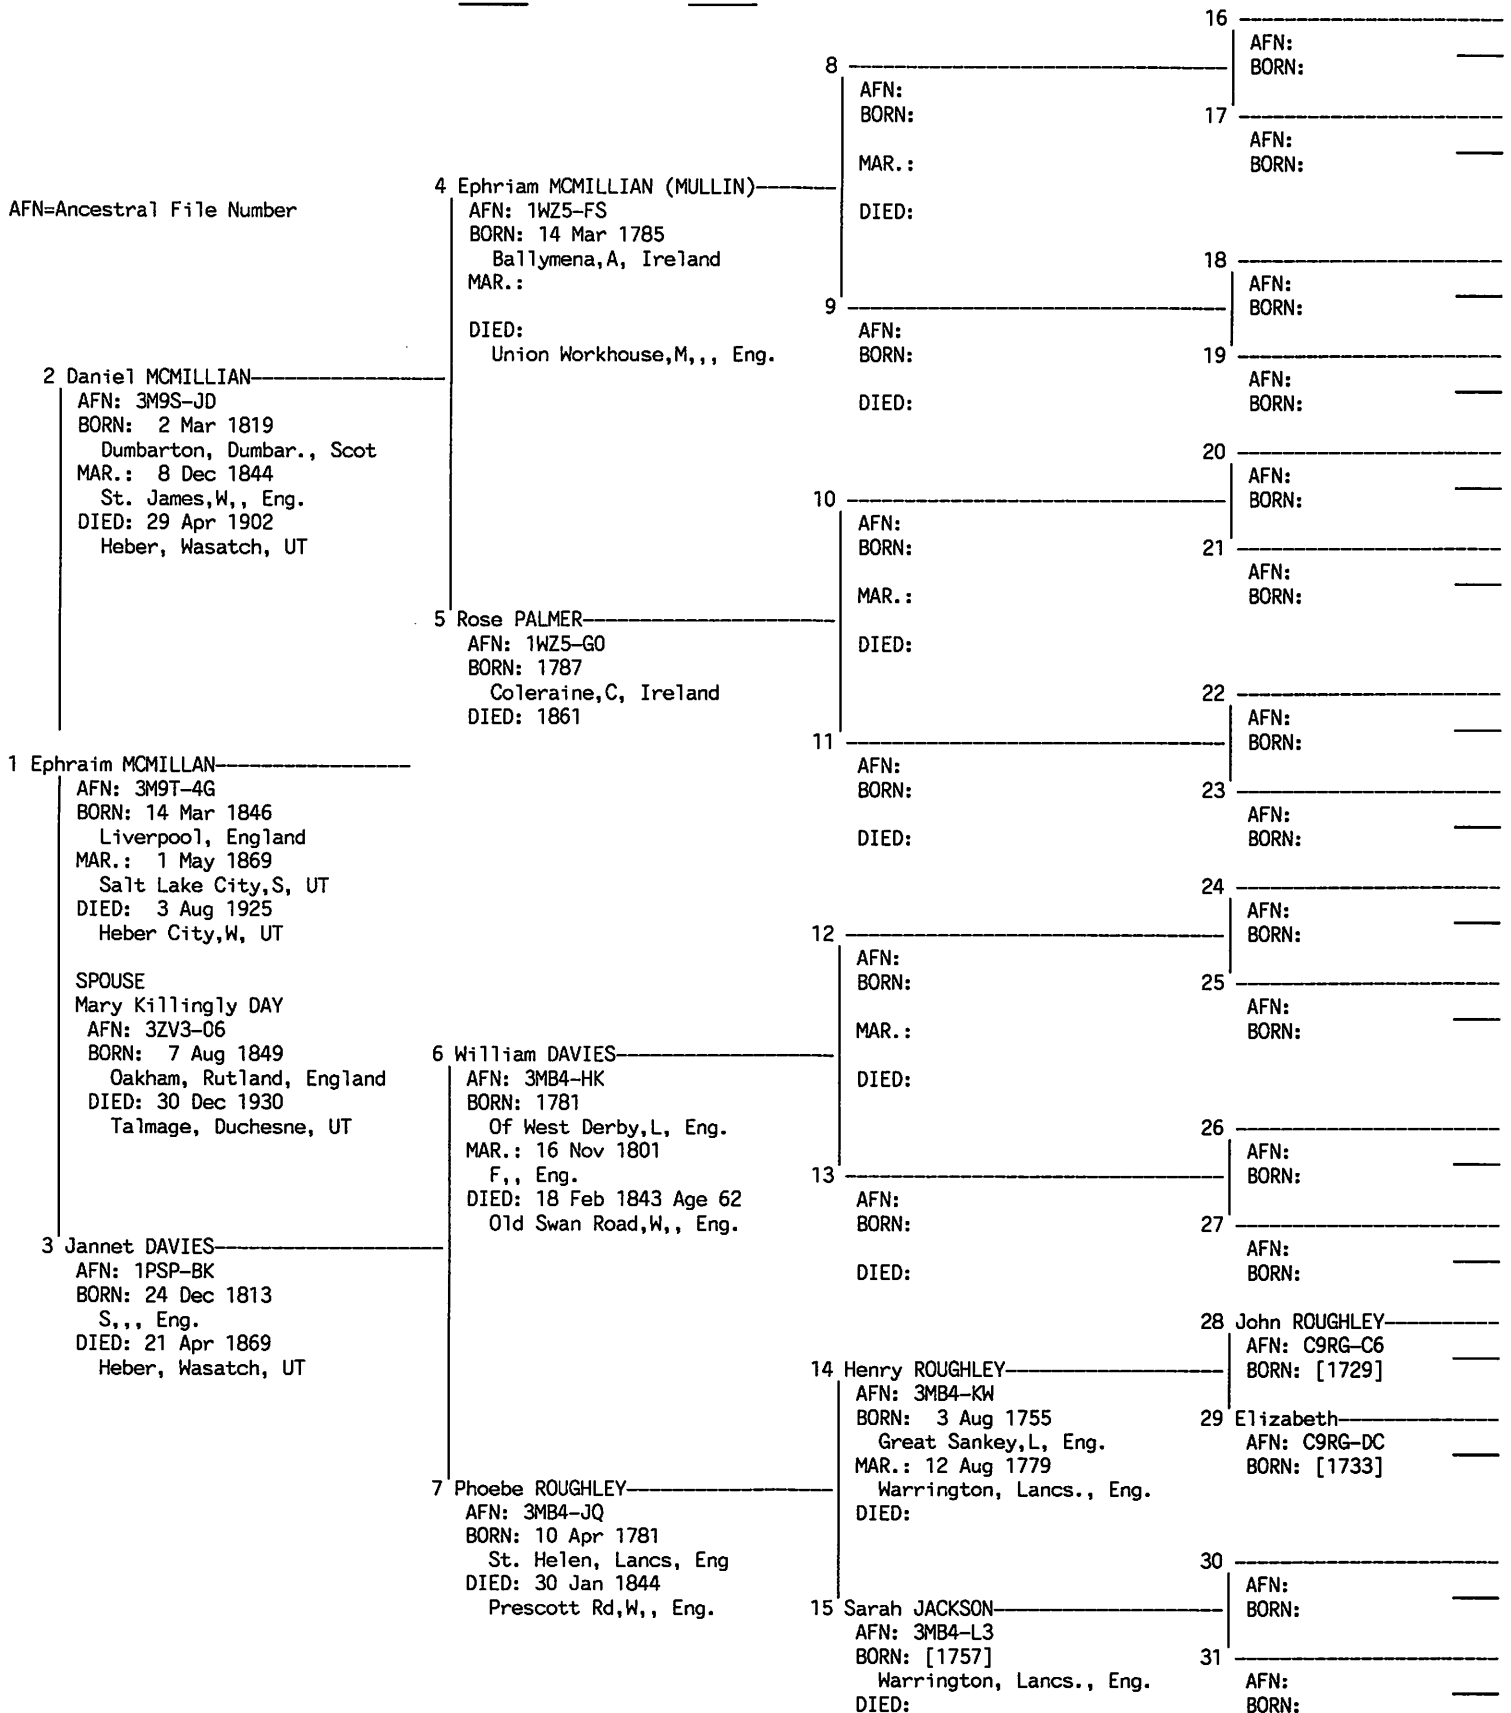 AFN=Ancestral File Number
1 Ephraim MCMILLAN
AFN: 3M9T-4G
BORN: 14 Mar 1846
Liverpool, England
MAR.: 1 May 1869
Salt Lake City,S, UT
DIED: 3 Aug 1925
Heber City,W, UT
SPOUSE
Mary Killingly DAY
AFN: 3ZV3-06
BORN: 7 Aug 1849
Oakham, Rutland, England
DIED: 30 Dec 1930
Talmage, Duchesne, UT
2 Daniel MCMILLIAN
AFN: 3M9S-JD
BORN: 2 Mar 1819
Dumbarton, Dumbar., Scot
MAR.: 8 Dec 1844
St. James,W,, Eng.
DIED: 29 Apr 1902
Heber, Wasatch, UT
3 Jannet DAVIES
AFN: 1PSP-BK
BORN: 24 Dec 1813
S,,, Eng.
DIED: 21 Apr 1869
Heber, Wasatch, UT
4 Ephriam MCMILLIAN (MULLIN)
AFN: 1WZ5-FS
BORN: 14 Mar 1785
Ballymena,A, Ireland
MAR.:
DIED:
Union Workhouse,M,,, Eng.
5 Rose PALMER
AFN: 1WZ5-G0
BORN: 1787
Coleraine,C, Ireland
DIED: 1861
6 William DAVIES
AFN: 3MB4-HK
BORN: 1781
Of West Derby,L, Eng.
MAR.: 16 Nov 1801
F,, Eng.
DIED: 18 Feb 1843 Age 62
Old Swan Road,W,, Eng.
7 Phoebe ROUGHLEY
AFN: 3MB4-JQ
BORN: 10 Apr 1781
St. Helen, Lancs, Eng
DIED: 30 Jan 1844
Prescott Rd,W,, Eng.
8
AFN:
BORN:
MAR.:
DIED:
9
AFN:
BORN:
DIED:
10
AFN:
BORN:
MAR.:
DIED:
11
AFN:
BORN:
DIED:
12
AFN:
BORN:
MAR.:
DIED:
13
AFN:
BORN:
DIED:
14 Henry ROUGHLEY
AFN: 3MB4-KW
BORN: 3 Aug 1755
Great Sankey,L, Eng.
MAR.: 12 Aug 1779
Warrington, Lancs., Eng.
DIED:
15 Sarah JACKSON
AFN: 3MB4-L3
BORN: [1757]
Warrington, Lancs., Eng.
DIED:
16
AFN:
BORN:
17
AFN:
BORN:
18
AFN:
BORN:
19
AFN:
BORN:
20
AFN:
BORN:
21
AFN:
BORN:
22
AFN:
BORN:
23
AFN:
BORN:
24
AFN:
BORN:
25
AFN:
BORN:
26
AFN:
BORN:
27
AFN:
BORN:
28 John ROUGHLEY
AFN: C9RG-C6
BORN: [1729]
29 Elizabeth
AFN: C9RG-DC
BORN: [1733]
30
AFN:
BORN:
31
AFN:
BORN: